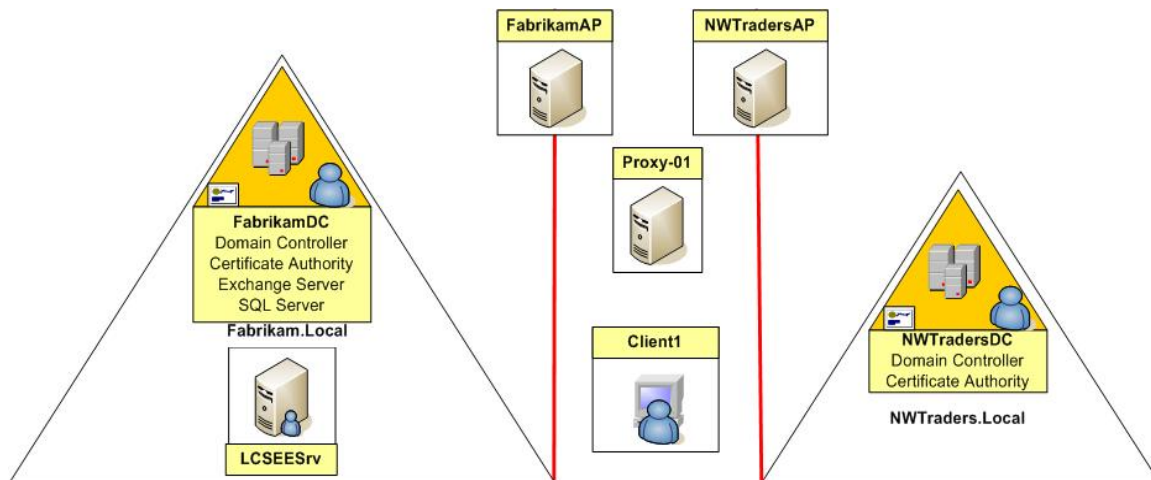 FabrikamAP
NWTradersAP
Proxy-01
FabrikamDC
Domain Controller
Certificate Authority
Exchange Server
SQL Server
Fabrikam.Local
LCSEESrv
Client1
NWTradersDC
Domain Controller
Certificate Authority
NWTraders.Local